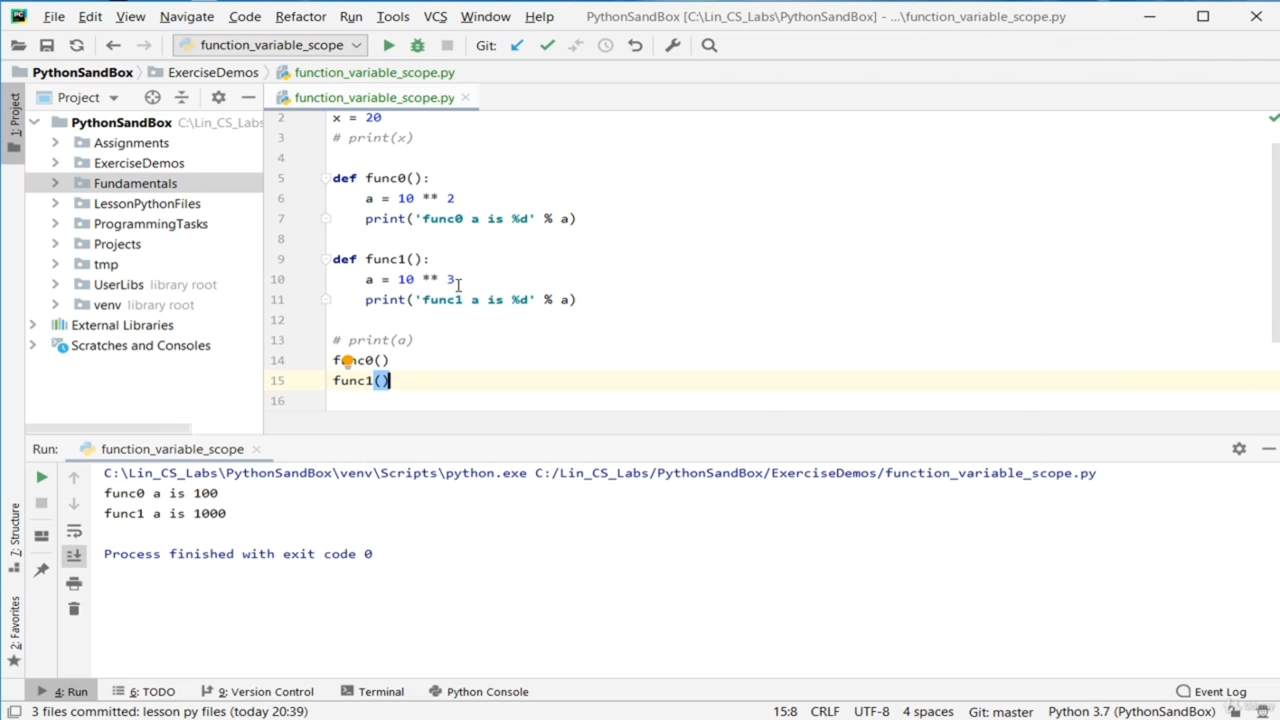 File Edit View Navigate Code Refactor Run Tools VCS Window Help PythonSandBox [C:\Lin_CS_Labs\PythonSandBox] - ...\function_variable_scope.py
function_variable_scope Git:
PythonSandBox ExerciseDemos function_variable_scope.py
1: Project
Project
function_variable_scope.py
PythonSandBox C:\Lin_CS_Labs
Assignments
ExerciseDemos
Fundamentals
LessonPythonFiles
ProgrammingTasks
Projects
tmp
UserLibs library root
venv library root
External Libraries
Scratches and Consoles
2 x = 20
3 # print(x)
4
5 def func0():
6 a = 10 ** 2
7 print('func0 a is %d' % a)
8
9 def func1():
10 a = 10 ** 3
11 print('func1 a is %d' % a)
12
13 # print(a)
14 func0()
15 func1()
16
Run: function_variable_scope
C:\Lin_CS_Labs\PythonSandBox\venv\Scripts\python.exe C:/Lin_CS_Labs/PythonSandBox/ExerciseDemos/function_variable_scope.py
func0 a is 100
func1 a is 1000
Process finished with exit code 0
7: Structure
2: Favorites
4: Run 6: TODO 9: Version Control Terminal Python Console Event Log
3 files committed: lesson py files (today 20:39) 15:8 CRLF UTF-8 4 spaces Git: master Python 3.7 (PythonSandBox)